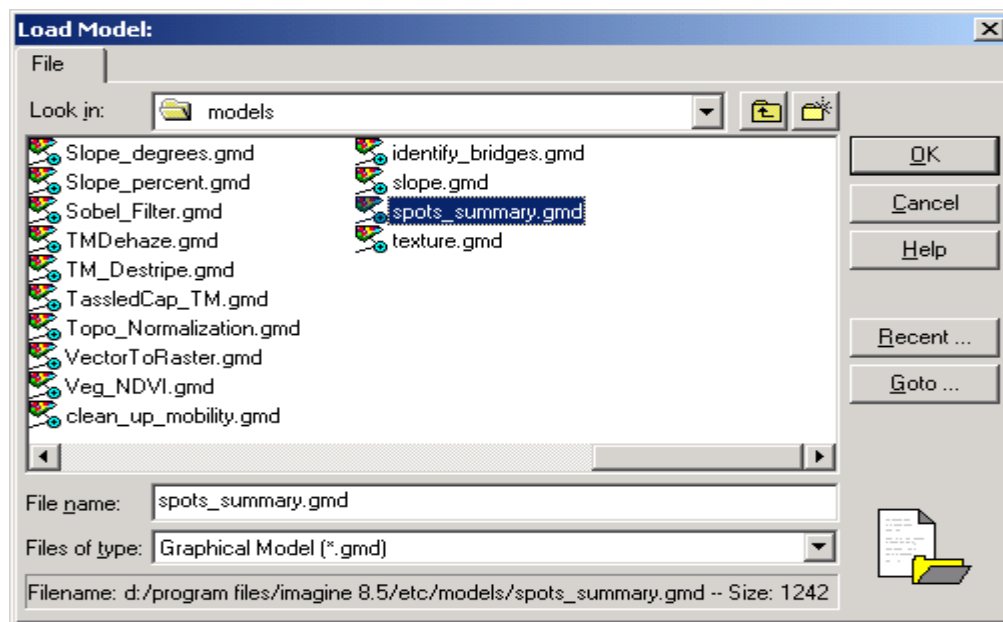 Load Model:
File
Look in: models
Slope_degrees.gmd
Slope_percent.gmd
Sobel_Filter.gmd
TMDehaze.gmd
TM_Destripe.gmd
TassledCap_TM.gmd
Topo_Normalization.gmd
VectorToRaster.gmd
Veg_NDVI.gmd
clean_up_mobility.gmd
identify_bridges.gmd
slope.gmd
spots_summary.gmd
texture.gmd
OK
Cancel
Help
Recent ...
Goto ...
File name: spots_summary.gmd
Files of type: Graphical Model (*.gmd)
Filename: d:/program files/imagine 8.5/etc/models/spots_summary.gmd -- Size: 1242